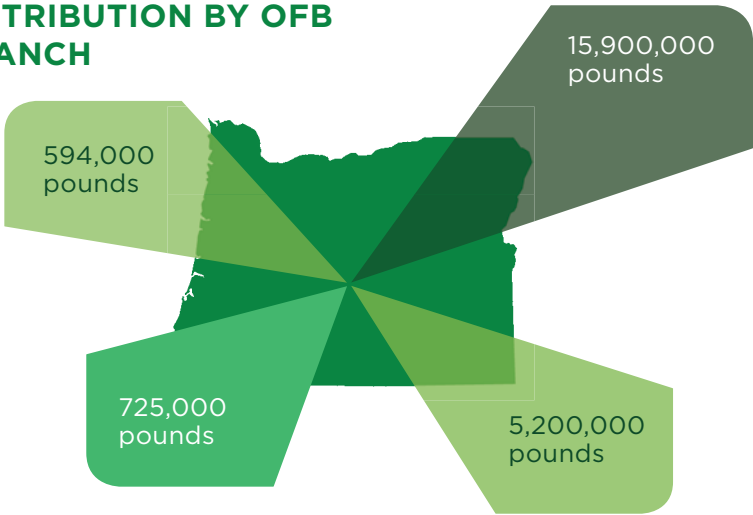 TRIBUTION BY OFB
ANCH
15,900,000
pounds
594,000
pounds
725,000
pounds
5,200,000
pounds